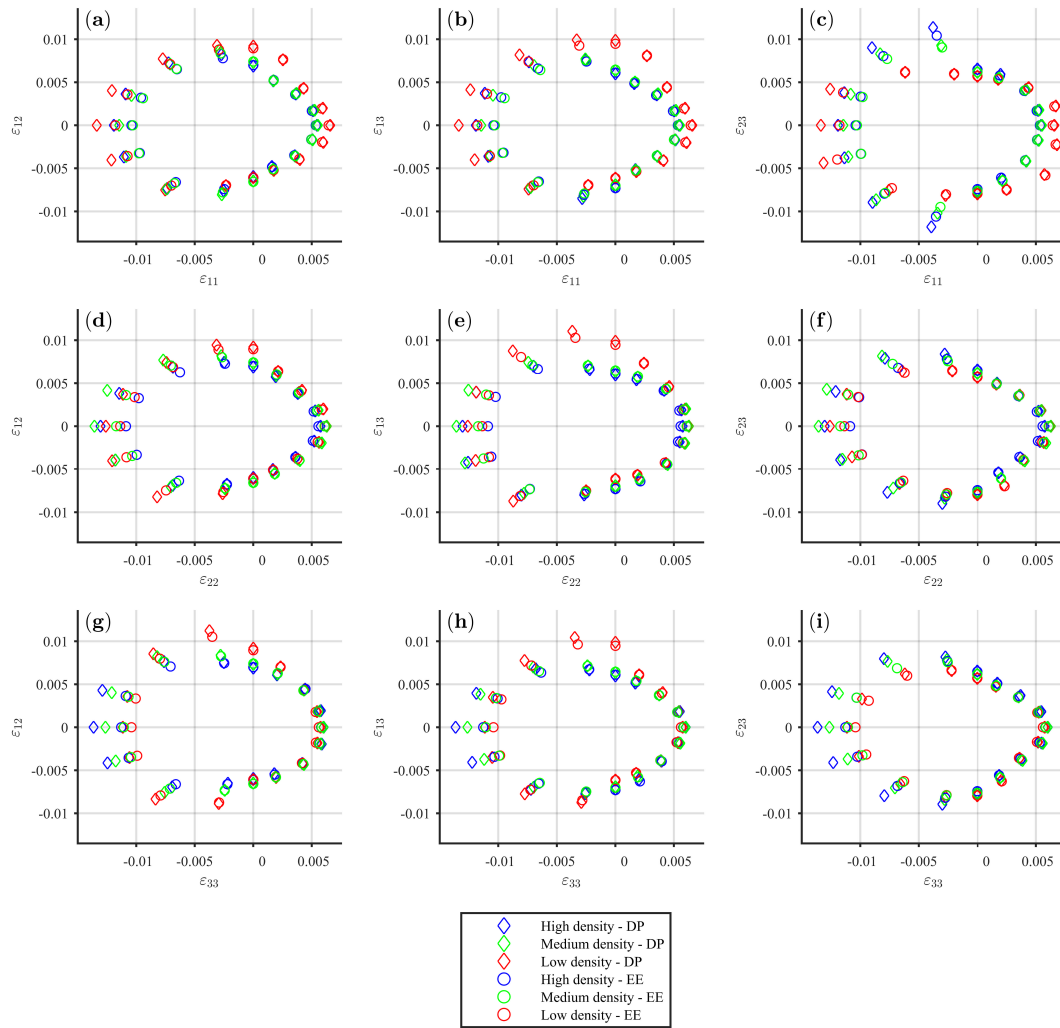 (a)
0.01
0.005
0
-0.005
-0.01
ε12
-0.01 -0.005 0 0.005
ε11
(b)
0.01
0.005
0
-0.005
-0.01
ε13
-0.01 -0.005 0 0.005
ε11
(c)
0.01
0.005
0
-0.005
-0.01
ε23
-0.01 -0.005 0 0.005
ε11
(d)
0.01
0.005
0
-0.005
-0.01
ε12
-0.01 -0.005 0 0.005
ε22
(e)
0.01
0.005
0
-0.005
-0.01
ε13
-0.01 -0.005 0 0.005
ε22
(f)
0.01
0.005
0
-0.005
-0.01
ε23
-0.01 -0.005 0 0.005
ε22
(g)
0.01
0.005
0
-0.005
-0.01
ε12
-0.01 -0.005 0 0.005
ε33
(h)
0.01
0.005
0
-0.005
-0.01
ε13
-0.01 -0.005 0 0.005
ε33
(i)
0.01
0.005
0
-0.005
-0.01
ε23
-0.01 -0.005 0 0.005
ε33
High density - DP
Medium density - DP
Low density - DP
High density - EE
Medium density - EE
Low density - EE